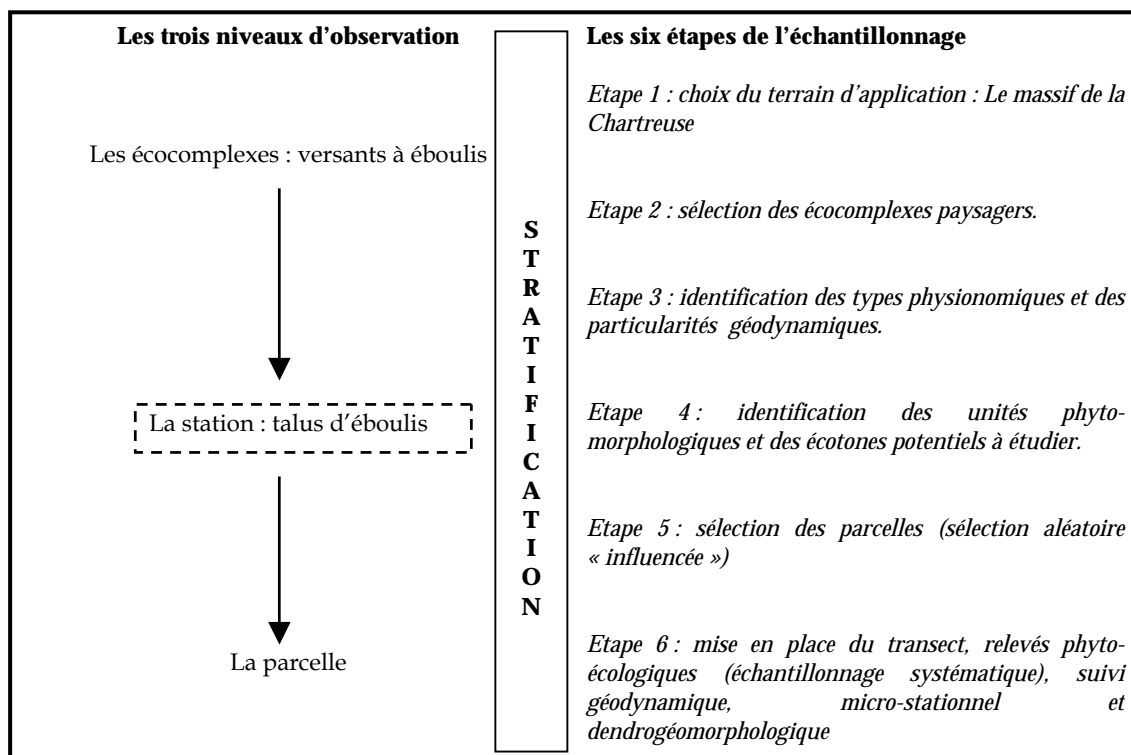 Les trois niveaux d'observation
Les écocomplexes : versants à éboulis
La station : talus d'éboulis
La parcelle
S
T
R
A
T
I
F
I
C
A
T
I
O
N
Les six étapes de l'échantillonnage
Etape 1 : choix du terrain d'application : Le massif de la
Chartreuse
Etape 2 : sélection des écocomplexes paysagers.
Etape 3 : identification des types physionomiques et des
particularités géodynamiques.
Etape 4 : identification des unités phyto-
morphologiques et des écotones potentiels à étudier.
Etape 5 : sélection des parcelles (sélection aléatoire
« influencée »)
Etape 6 : mise en place du transect, relevés phyto-
écologiques (échantillonnage systématique), suivi
géodynamique, micro-stationnel et
dendrogéomorphologique